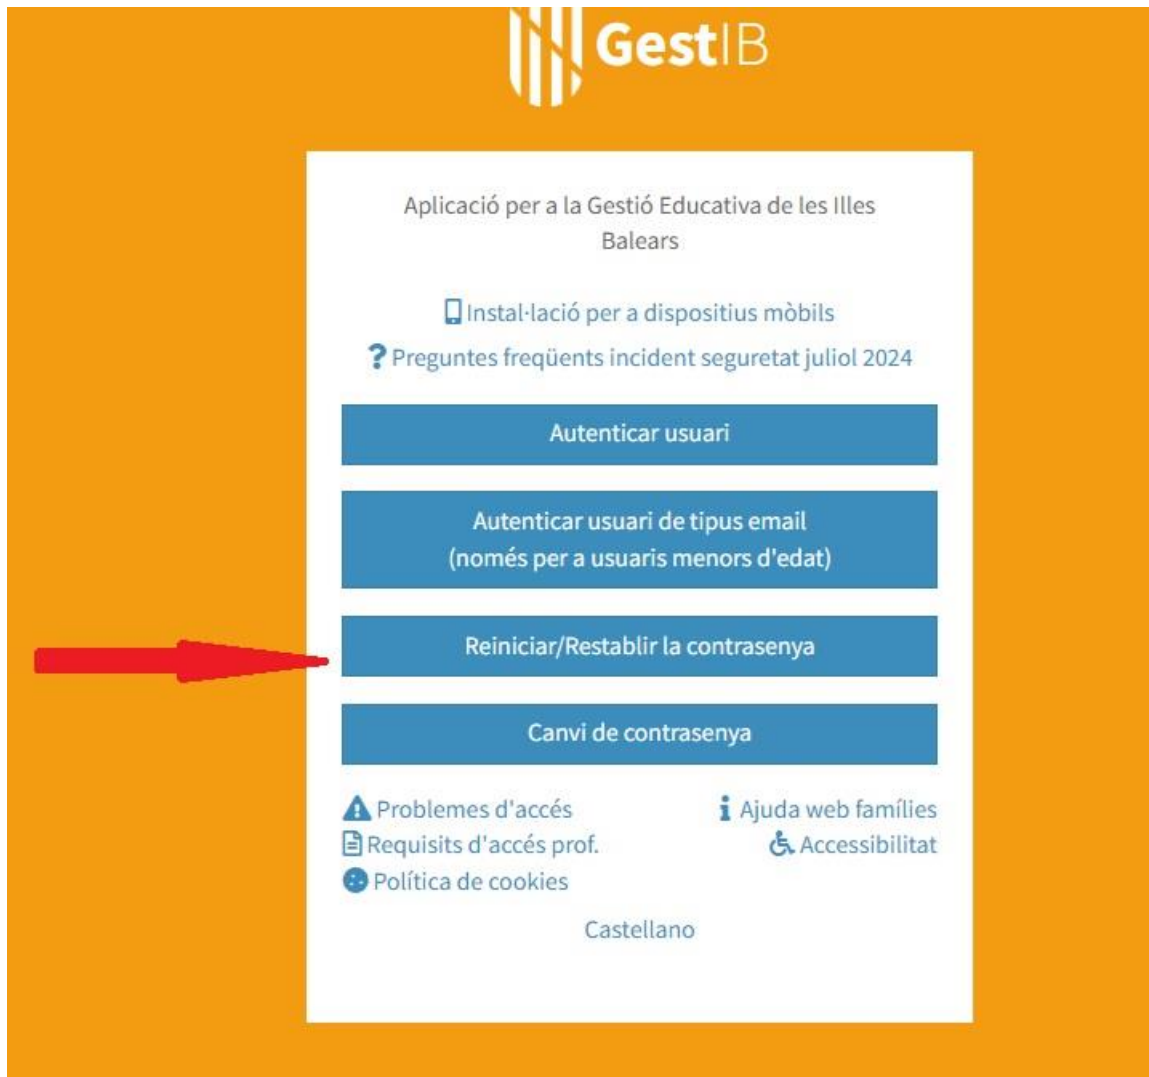 GestIB
Aplicació per a la Gestió Educativa de les Illes
Balears
Instal·lació per a dispositius mòbils
Preguntes freqüents incident seguretat juliol 2024
Autenticar usuari
Autenticar usuari de tipus email
(només per a usuaris menors d'edat)
Reiniciar/Restablir la contrasenya
Canvi de contrasenya
Problemes d'accés
Ajuda web famílies
Requisits d'accés prof.
Accessibilitat
Política de cookies
Castellano